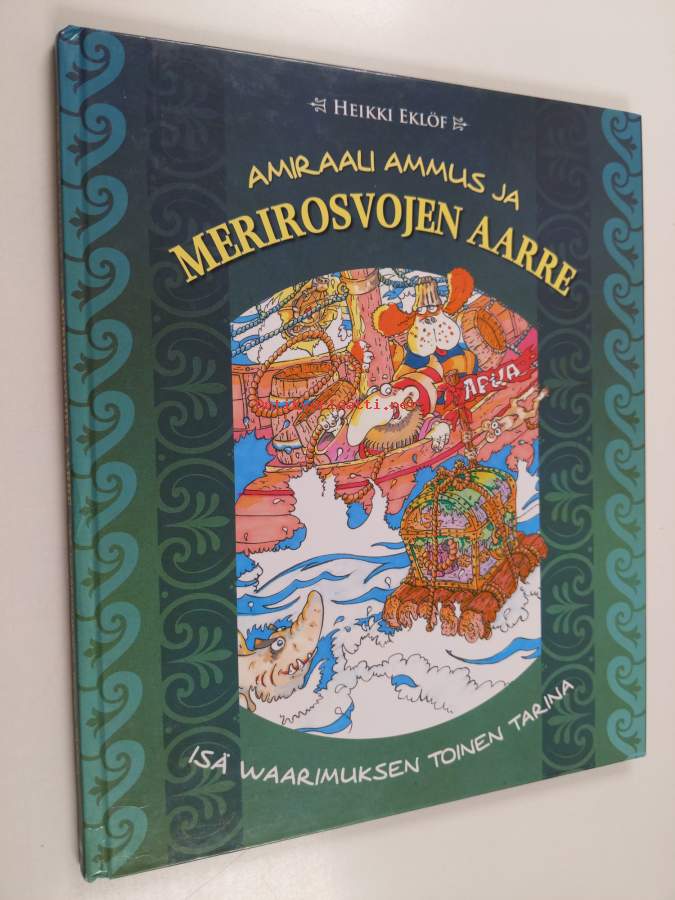 HEIKKI EKLÖF
AMIRAALI AMMUS JA
MERIROSVOJEN AARRE
APUA
ISÄ WAARIMUKSEN TOINEN TARINA